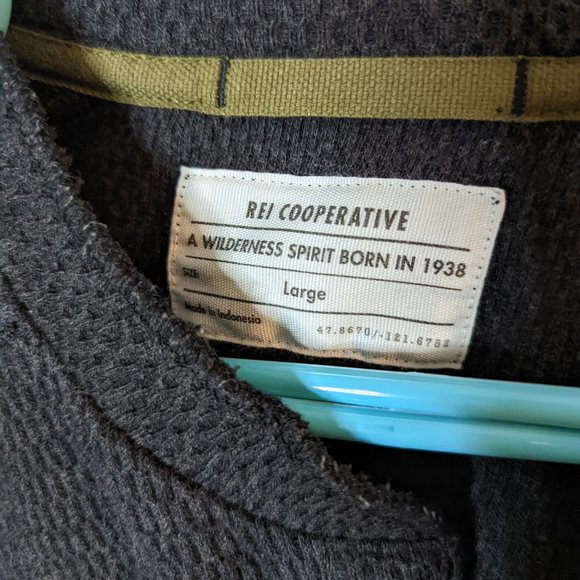 REI COOPERATIVE
A WILDERNESS SPIRIT BORN IN 1938
SIZE: Large
Made in Indonesia
47.8670/-121.6782